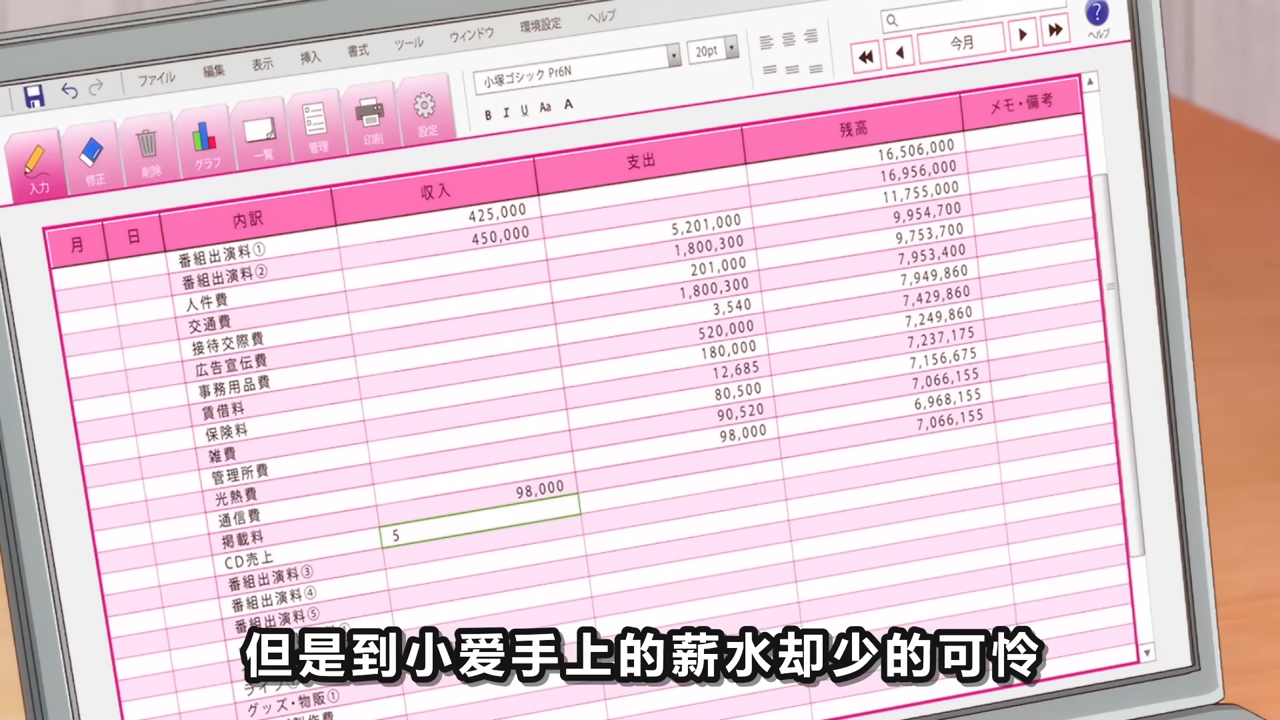 ファイル 編集 表示 挿入 書式 ツール ウィンドウ 環境設定 ヘルプ
小塚ゴシック Pr6N 20pt
B I U Aa A
今月 ? ヘルプ
入力 修正 削除 グラフ 一覧 管理 印刷 設定
月 日 内訳 収入 支出 残高 メモ・備考
番組出演料① 425,000 16,506,000
番組出演料② 450,000 16,956,000
人件費 5,201,000 11,755,000
交通費 1,800,300 9,954,700
接待交際費 201,000 9,753,700
広告宣伝費 1,800,300 7,953,400
事務用品費 3,540 7,949,860
賃借料 520,000 7,429,860
保険料 180,000 7,249,860
雑費 12,685 7,237,175
管理所費 80,500 7,156,675
光熱費 90,520 7,066,155
通信費 98,000 6,968,155
掲載料 98,000 7,066,155
CD売上 5
番組出演料③
番組出演料④
番組出演料⑤
グッズ・物販①
但是到小爱手上的薪水却少的可怜